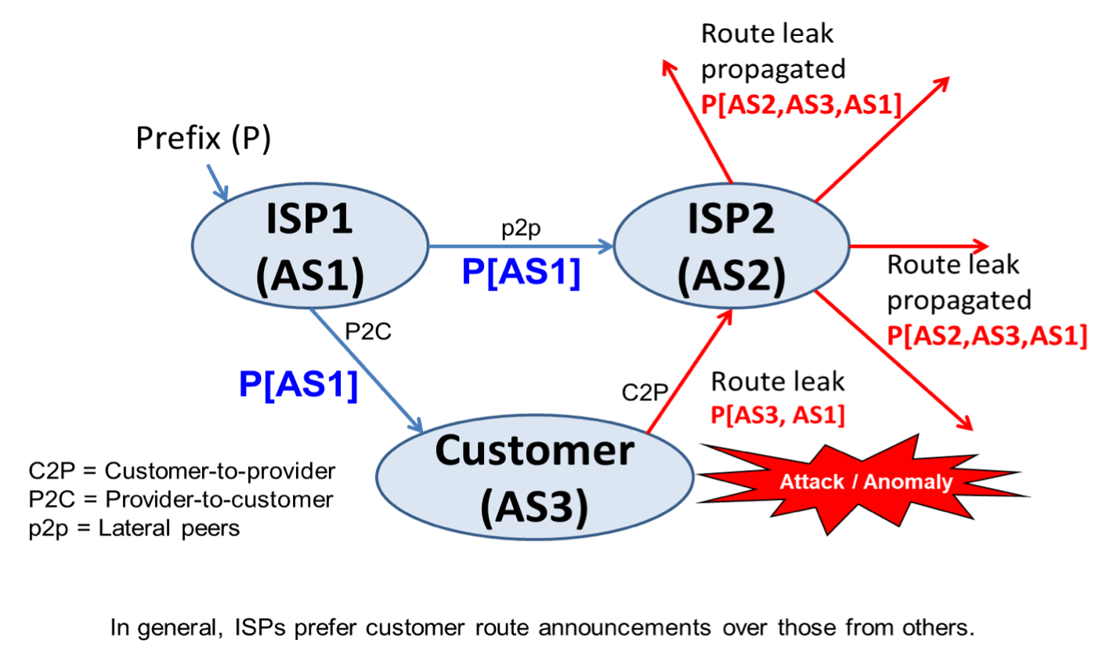 Route leak
propagated
P[AS2,AS3,AS1]
Prefix (P)
ISP1
(AS1)
p2p
P[AS1]
ISP2
(AS2)
Route leak
propagated
P[AS2,AS3,AS1]
P2C
P[AS1]
C2P
Route leak
P[AS3, AS1]
Customer
(AS3)
Attack / Anomaly
C2P = Customer-to-provider
P2C = Provider-to-customer
p2p = Lateral peers
In general, ISPs prefer customer route announcements over those from others.